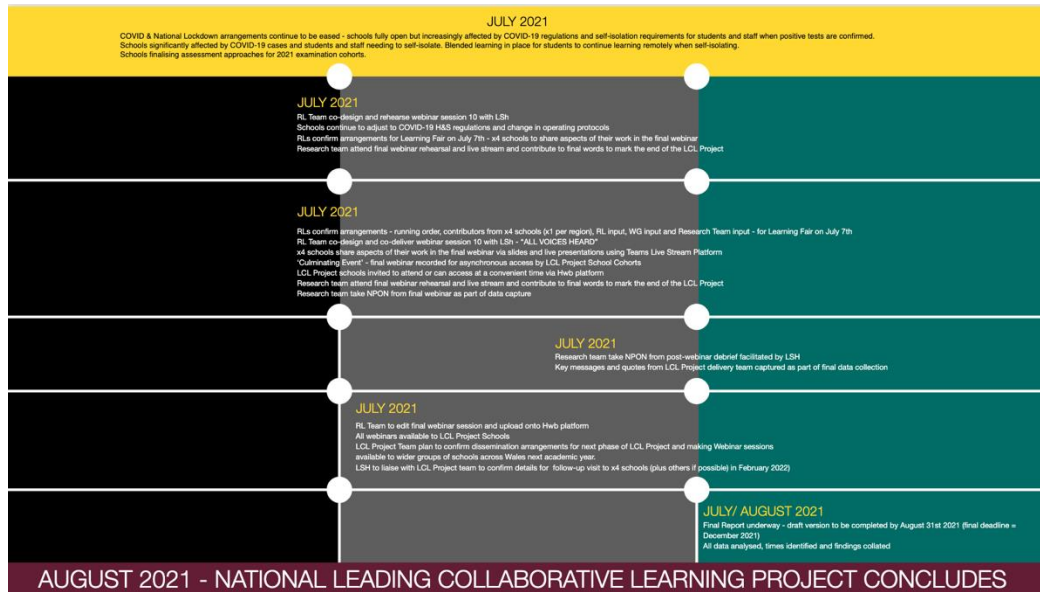 JULY 2021
COVID & National Lockdown arrangements continue to be eased - schools fully open but increasingly affected by COVID-19 regulations and self-isolation requirements for students and staff when positive tests are confirmed.
Schools significantly affected by COVID-19 cases and students and staff needing to self-isolate. Blended learning in place for students to continue learning remotely when self-isolating.
Schools finalising assessment approaches for 2021 examination cohorts.
JULY 2021
RL Team co-design and rehearse webinar session 10 with LSh
Schools continue to adjust to COVID-19 H&S regulations and change in operating protocols
RLs confirm arrangements for Learning Fair on July 7th - x4 schools to share aspects of their work in the final webinar
Research team attend final webinar rehearsal and live stream and contribute to final words to mark the end of the LCL Project
JULY 2021
RLs confirm arrangements - running order, contributors from x4 schools (x1 per region), RL input, WG input and Research Team input - for Learning Fair on July 7th
RL Team co-design and co-deliver webinar session 10 with LSh - "ALL VOICES HEARD"
x4 schools share aspects of their work in the final webinar via slides and live presentations using Teams Live Stream Platform
'Culminating Event' - final webinar recorded for asynchronous access by LCL Project School Cohorts
LCL Project schools invited to attend or can access at a convenient time via Hwb platform
Research team attend final webinar rehearsal and live stream and contribute to final words to mark the end of the LCL Project
Research team take NPON from final webinar as part of data capture
JULY 2021
Research team take NPON from post-webinar debrief facilitated by LSH
Key messages and quotes from LCL Project delivery team captured as part of final data collection
JULY 2021
RL Team to edit final webinar session and upload onto Hwb platform
All webinars available to LCL Project Schools
LCL Project Team plan to confirm dissemination arrangements for next phase of LCL Project and making Webinar sessions
available to wider groups of schools across Wales next academic year.
LSH to liaise with LCL Project team to confirm details for follow-up visit to x4 schools (plus others if possible) in February 2022)
JULY/ AUGUST 2021
Final Report underway - draft version to be completed by August 31st 2021 (final deadline =
December 2021)
All data analysed, times identified and findings collated
AUGUST 2021 - NATIONAL LEADING COLLABORATIVE LEARNING PROJECT CONCLUDES